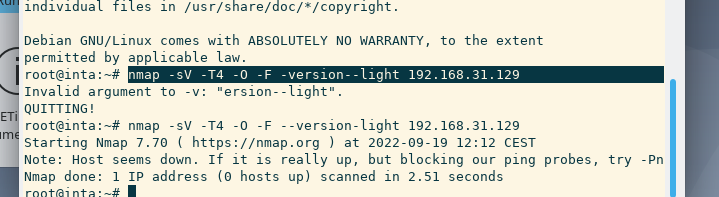 individual files in /usr/share/doc/*/copyright.
Debian GNU/Linux comes with ABSOLUTELY NO WARRANTY, to the extent
permitted by applicable law.
root@inta:~# nmap -sV -T4 -O -F -version--light 192.168.31.129
Invalid argument to -v: "ersion--light".
QUITTING!
root@inta:~# nmap -sV -T4 -O -F --version-light 192.168.31.129
Starting Nmap 7.70 ( https://nmap.org ) at 2022-09-19 12:12 CEST
Note: Host seems down. If it is really up, but blocking our ping probes, try -Pn
Nmap done: 1 IP address (0 hosts up) scanned in 2.51 seconds
root@inta:~#